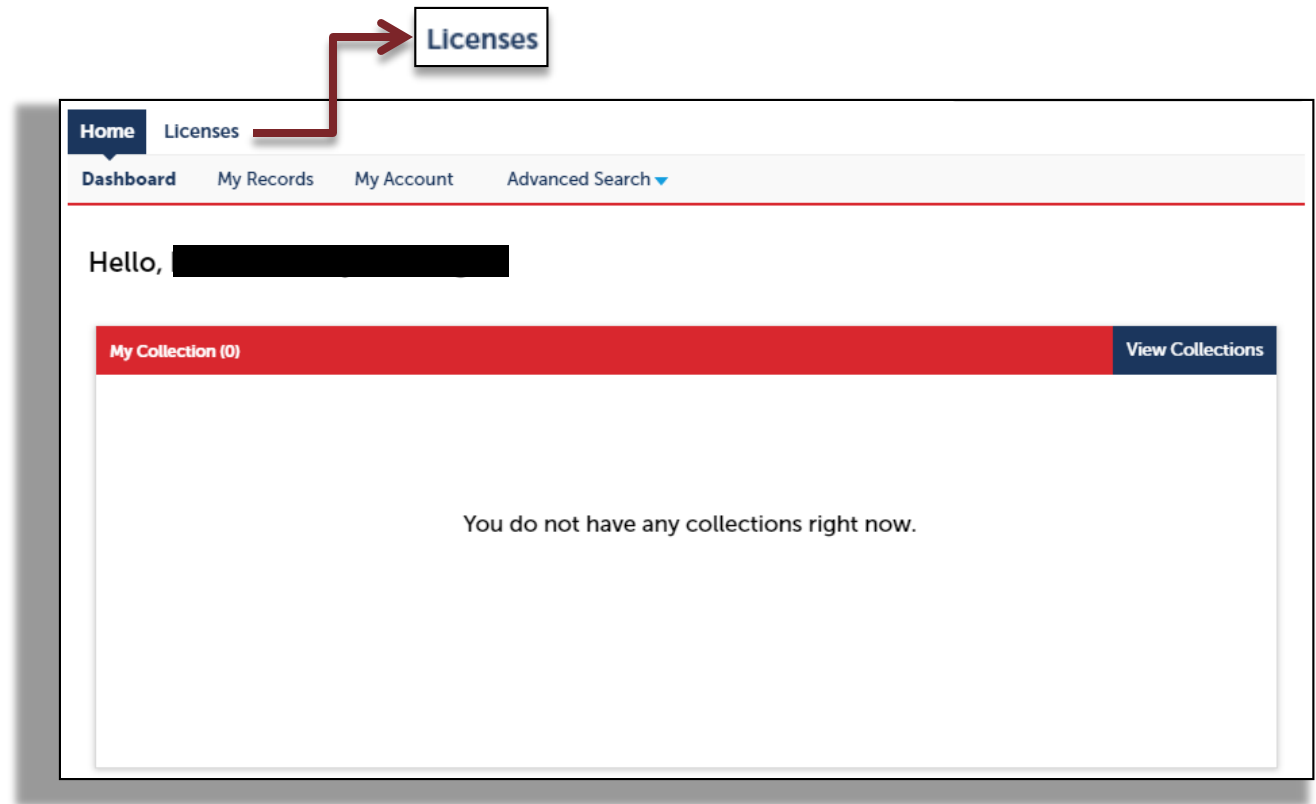 Licenses
Home Licenses
Dashboard My Records My Account Advanced Search
Hello,
My Collection (0) View Collections
You do not have any collections right now.